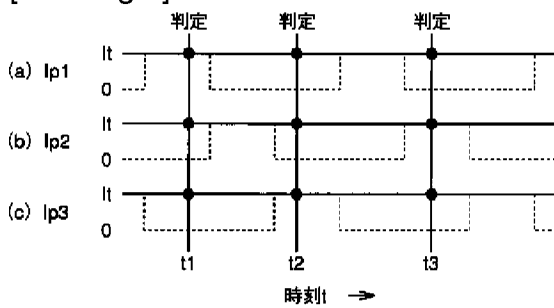 判定 判定 判定
(a) Ip1 It
0
(b) Ip2 It
0
(c) Ip3 It
0
t1 t2 t3
時刻t →